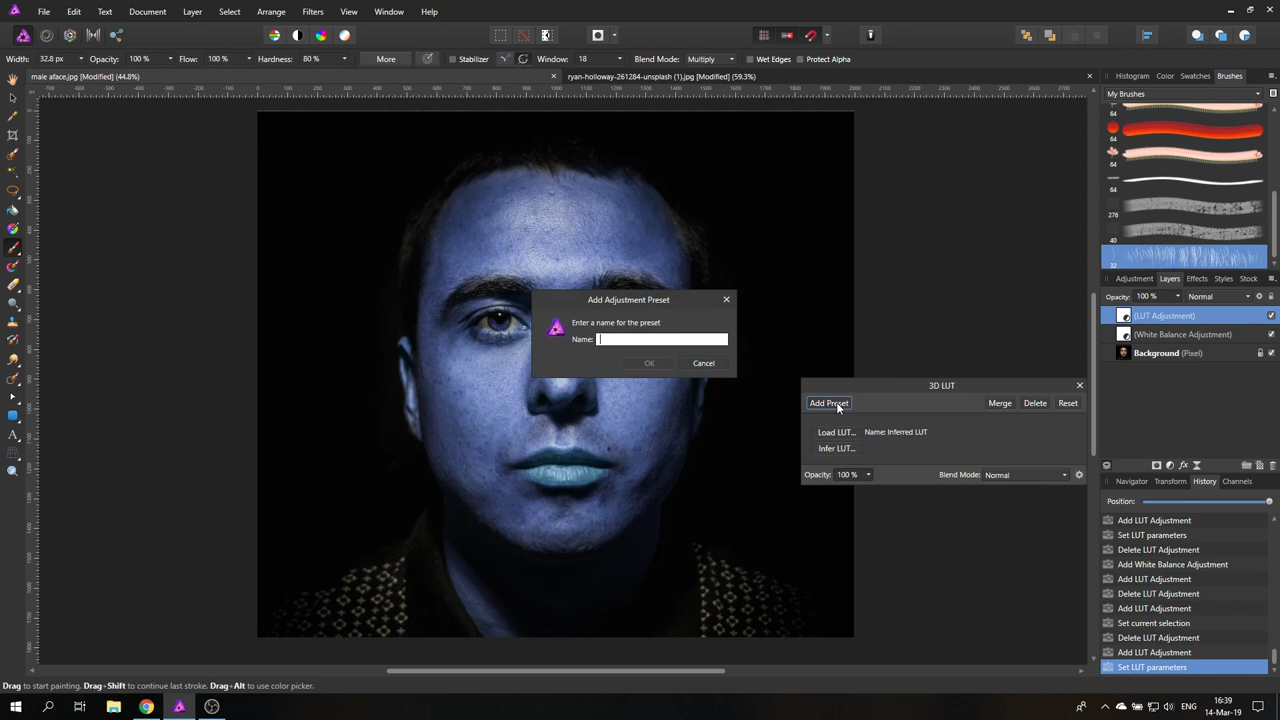 File Edit Text Document Layer Select Arrange Filters View Window Help
Width: 32.8 px Opacity: 100 % Flow: 100 % Hardness: 80 % More Stabilizer Window: 18 Blend Mode: Multiply Wet Edges Protect Alpha
male aface.jpg [Modified] (44.8%)
ryan-holloway-261284-unsplash (1).jpg [Modified] (59.3%)
Histogram Color Swatches Brushes
My Brushes
64
64
64
64
276
40
32
Adjustment Layers Effects Styles Stock
Opacity: 100 % Normal
(LUT Adjustment)
(White Balance Adjustment)
Background (Pixel)
Add Adjustment Preset
Enter a name for the preset
Name:
OK Cancel
3D LUT
Add Preset Merge Delete Reset
Load LUT... Name: Inferred LUT
Infer LUT...
Opacity: 100 % Blend Mode: Normal
Navigator Transform History Channels
Position:
Add LUT Adjustment
Set LUT parameters
Delete LUT Adjustment
Add White Balance Adjustment
Add LUT Adjustment
Delete LUT Adjustment
Add LUT Adjustment
Set current selection
Delete LUT Adjustment
Add LUT Adjustment
Set LUT parameters
Drag to start painting. Drag+Shift to continue last stroke. Drag+Alt to use color picker.
ENG
16:39
14-Mar-19